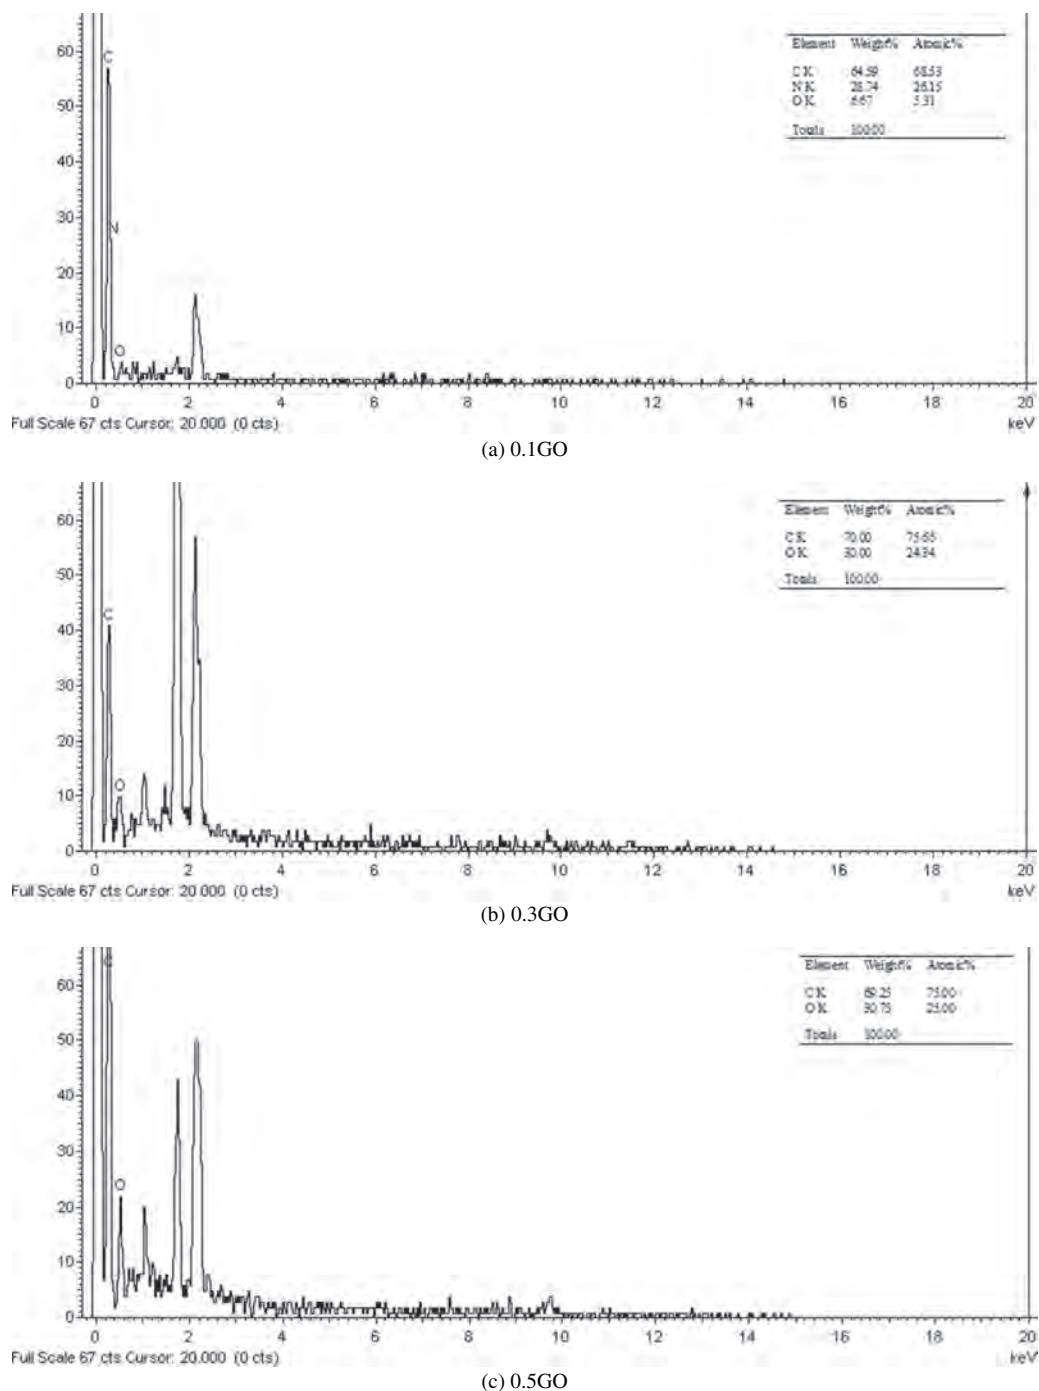 60
50
40
30
20
10
0
C
N
O
Element Weight% Atomic%
C K 64.59 68.53
N K 28.74 26.15
O K 6.67 5.31
Totals 100.00
0 2 4 6 8 10 12 14 16 18 20
Full Scale 67 cts Cursor: 20.000 (0 cts) keV
(a) 0.1GO
60
50
40
30
20
10
0
C
O
Element Weight% Atomic%
C K 70.00
O K 30.00 24.34
Totals 100.00
0 2 4 6 8 10 12 14 16 18 20
Full Scale 67 cts Cursor: 20.000 (0 cts) keV
(b) 0.3GO
60
50
40
30
20
10
0
C
O
Element Weight% Atomic%
C K 69.25 75.00
O K 30.75 25.00
Totals 100.00
0 2 4 6 8 10 12 14 16 18 20
Full Scale 67 cts Cursor: 20.000 (0 cts) keV
(c) 0.5GO